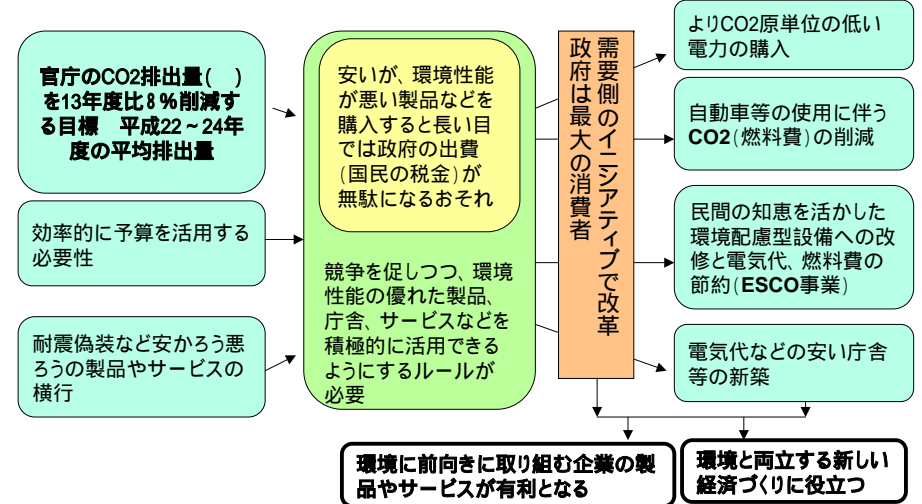 官庁のCO2排出量( )
を13年度比8%削減す
る目標 平成22~24年
度の平均排出量
効率的に予算を活用する
必要性
耐震偽装など安かろう悪
ろうの製品やサービスの
横行
安いが、環境性能
が悪い製品などを
購入すると長い目
では政府の出費
(国民の税金)が
無駄になるおそれ
競争を促しつつ、環境
性能の優れた製品、
庁舎、サービスなどを
積極的に活用できる
ようにするルールが
必要
需要側のイニシアティブで改革
政府は最大の消費者
よりCO2原単位の低い
電力の購入
自動車等の使用に伴う
CO2(燃料費)の削減
民間の知恵を活かした
環境配慮型設備への改
修と電気代、燃料費の
節約(ESCO事業)
電気代などの安い庁舎
等の新築
環境に前向きに取り組む企業の製
品やサービスが有利となる
環境と両立する新しい
経済づくりに役立つ